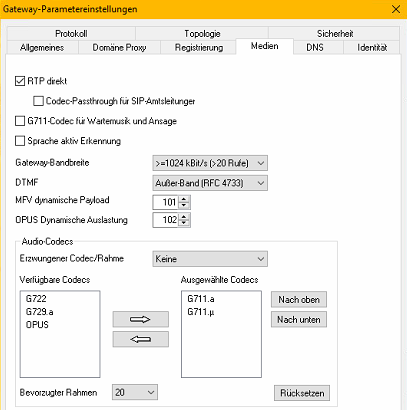 Gateway-Parametereinstellungen
Protokoll Topologie Sicherheit
Allgemeines Domäne Proxy Registrierung Medien DNS Identität
RTP direkt
Codec-Passthrough für SIP-Amtsleitunger
G711-Codec für Wartemusik und Ansage
Sprache aktiv Erkennung
Gateway-Bandbreite >=1024 kBit/s (>20 Rufe)
DTMF Außer-Band (RFC 4733)
MFV dynamische Payload 101
OPUS Dynamische Auslastung 102
Audio-Codecs
Erzwungener Codec/Rahme Keine
Verfügbare Codecs Ausgewählte Codecs
G722 G711.a Nach oben
G729.a G711.µ
OPUS Nach unten
Bevorzugter Rahmen 20 Rücksetzen